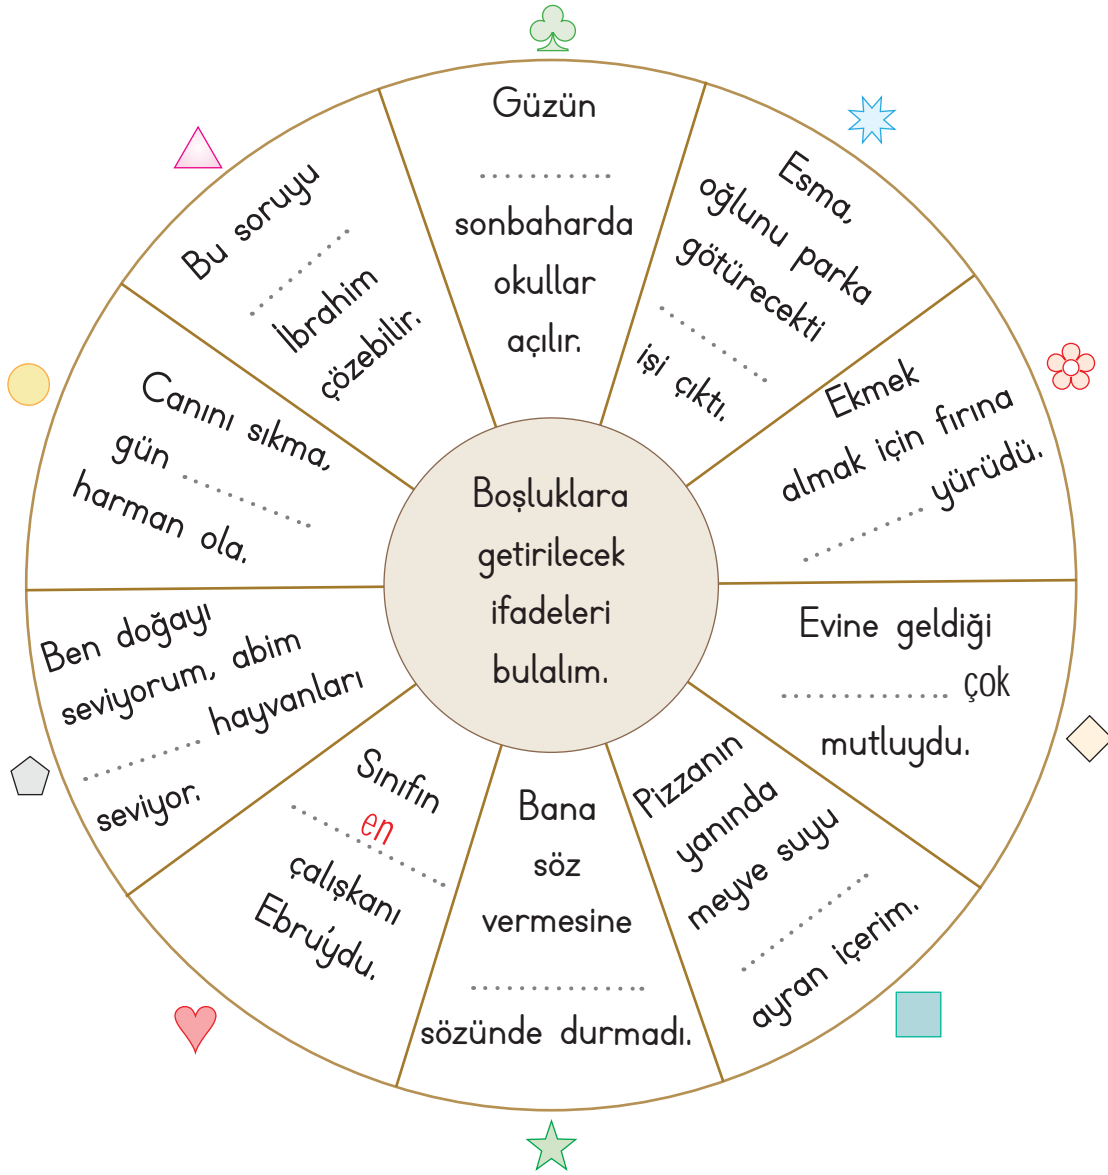 Güzün
............
sonbaharda
okullar
açılır.
Esma,
oğlunu parka
götürecekti
............
işi çıktı.
Ekmek
almak için fırına
............ yürüdü.
Evine geldiği
............... çok
mutluydu.
Pizzanın
yanında
meyve suyu
...............
ayran içerim.
Bana
söz
vermesine
................
sözünde durmadı.
Sınıfın
en
................
çalışkanı
Ebru'ydu.
Ben doğayı
seviyorum, abim
............ hayvanları
seviyor.
Canını sıkma,
gün ............
harman ola.
Bu soruyu
............
İbrahim
çözebilir.
Boşluklara
getirilecek
ifadeleri
bulalım.